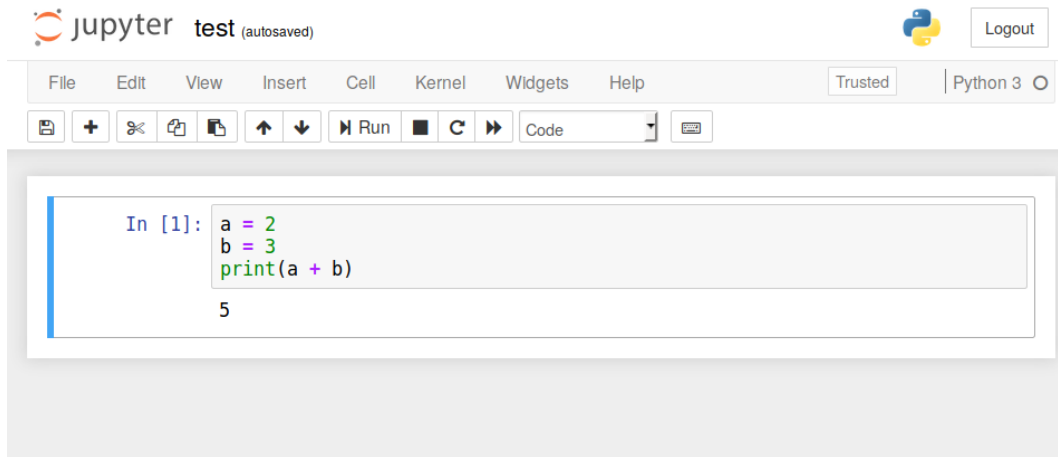 jupyter test (autosaved) Logout
File Edit View Insert Cell Kernel Widgets Help Trusted Python 3
Run Code
In [1]: a = 2
b = 3
print(a + b)
5